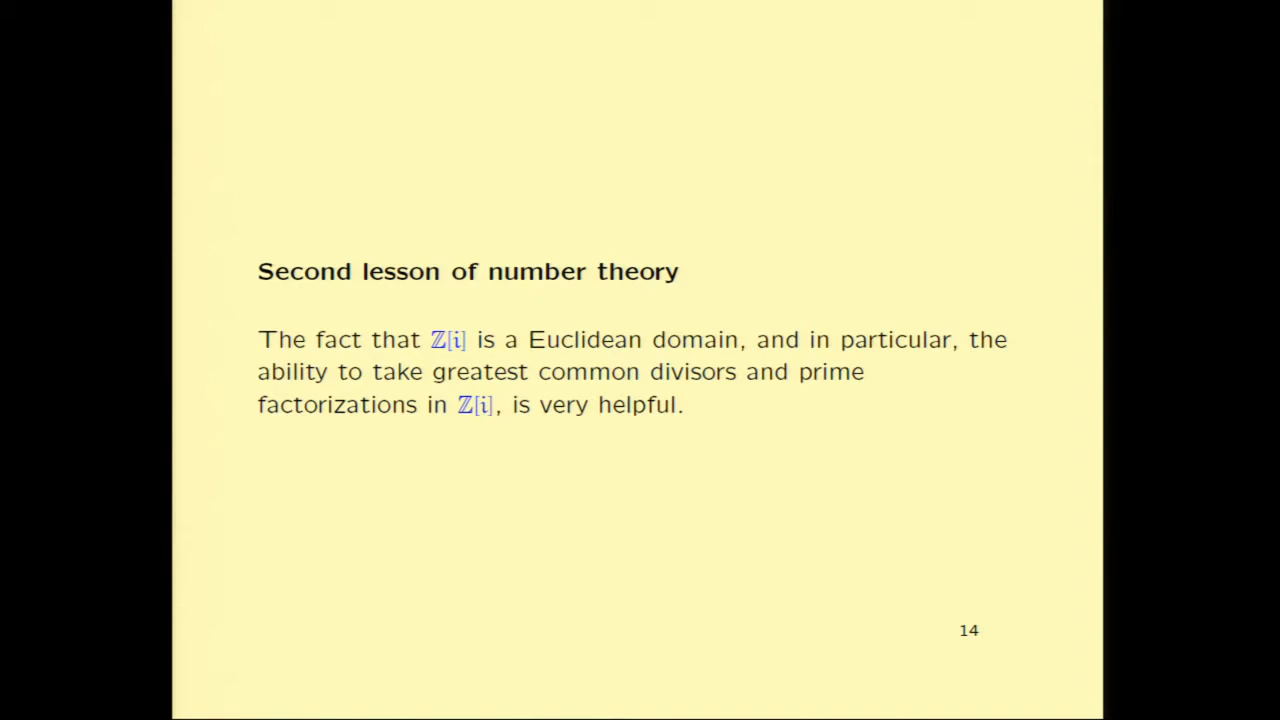 Second lesson of number theory
The fact that ℤ[i] is a Euclidean domain, and in particular, the
ability to take greatest common divisors and prime
factorizations in ℤ[i], is very helpful.
14